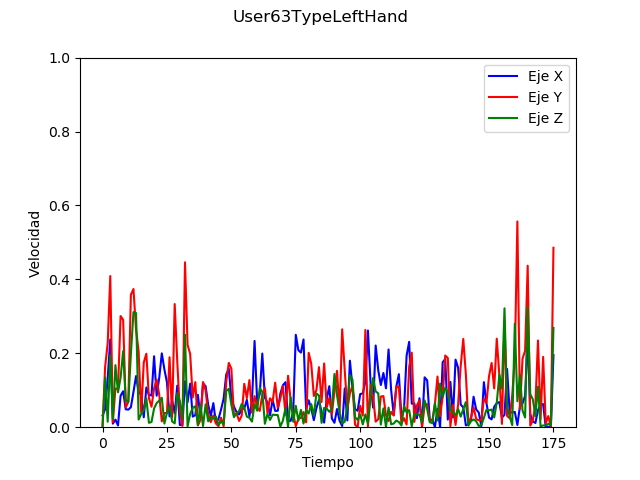 User63TypeLeftHand
1.0
0.8
0.6
0.4
0.2
0.0
Velocidad
Eje X
Eje Y
Eje Z
0 25 50 75 100 125 150 175
Tiempo